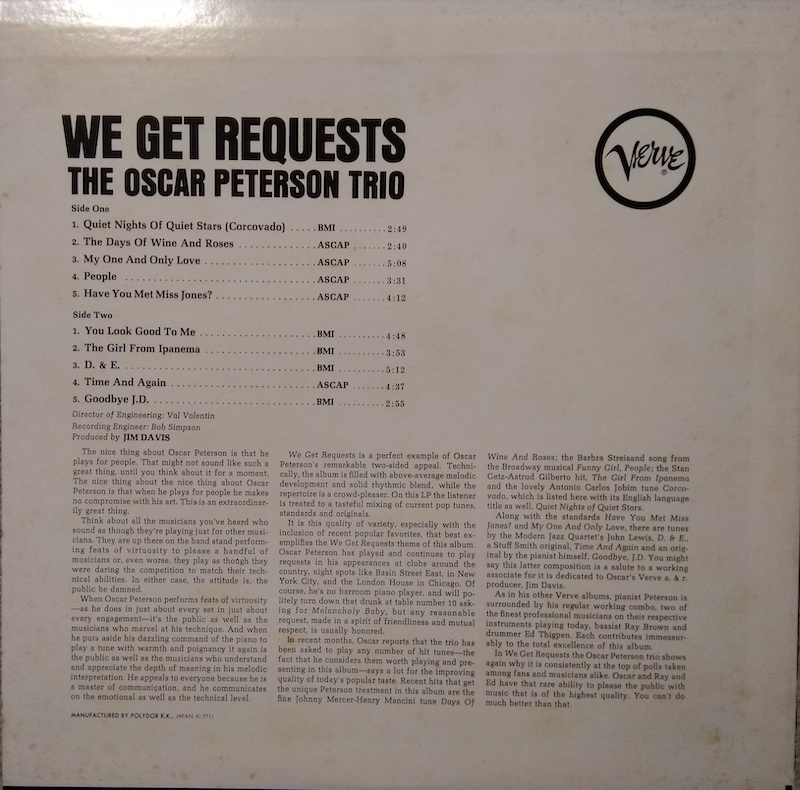 WE GET REQUESTS
THE OSCAR PETERSON TRIO
Verve
®
Side One
1. Quiet Nights Of Quiet Stars (Corcovado) ..... BMI .......... 2:49
2. The Days Of Wine And Roses .............. ASCAP ....... 2:40
3. My One And Only Love .................... ASCAP ....... 5:08
4. People .................................. ASCAP ....... 3:31
5. Have You Met Miss Jones? ................ ASCAP ....... 4:12
Side Two
1. You Look Good To Me ..................... BMI .......... 4:48
2. The Girl From Ipanema ................... BMI .......... 3:53
3. D. & E. ................................. BMI .......... 5:12
4. Time And Again .......................... ASCAP ....... 4:37
5. Goodbye J.D. ............................ BMI .......... 2:55
Director of Engineering: Val Valentin
Recording Engineer: Bob Simpson
Produced by JIM DAVIS
The nice thing about Oscar Peterson is that he
plays for people. That might not sound like such a
great thing, until you think about it for a moment.
The nice thing about the nice thing about Oscar
Peterson is that when he plays for people he makes
no compromise with his art. This is an extraordinar-
ily great thing.
Think about all the musicians you've heard who
sound as though they're playing just for other musi-
cians. They are up there on the band stand perform-
ing feats of virtuosity to please a handful of
musicians or, even worse, they play as though they
were daring the competition to match their tech-
nical abilities. In either case, the attitude is, the
public be damned.
When Oscar Peterson performs feats of virtuosity
—as he does in just about every set in just about
every engagement—it's the public as well as the
musicians who marvel at his technique. And when
he puts aside his dazzling command of the piano to
play a tune with warmth and poignancy it again is
the public as well as the musicians who understand
and appreciate the depth of meaning in his melodic
interpretation. He appeals to everyone because he is
a master of communication, and he communicates
on the emotional as well as the technical level.
We Get Requests is a perfect example of Oscar
Peterson's remarkable two-sided appeal. Techni-
cally, the album is filled with above-average melodic
development and solid rhythmic blend, while the
repertoire is a crowd-pleaser. On this LP the listener
is treated to a tasteful mixing of current pop tunes,
standards and originals.
It is this quality of variety, especially with the
inclusion of recent popular favorites, that best ex-
emplifies the We Get Requests theme of this album.
Oscar Peterson has played and continues to play
requests in his appearances at clubs around the
country, night spots like Basin Street East, in New
York City, and the London House in Chicago. Of
course, he's no barroom piano player, and will po-
litely turn down that drunk at table number 10 ask-
ing for Melancholy Baby, but any reasonable
request, made in a spirit of friendliness and mutual
respect, is usually honored.
In recent months, Oscar reports that the trio has
been asked to play any number of hit tunes—the
fact that he considers them worth playing and pre-
senting in this album—says a lot for the improving
quality of today's popular taste. Recent hits that get
the unique Peterson treatment in this album are the
fine Johnny Mercer-Henry Mancini tune Days Of
Wine And Roses; the Barbra Streisand song from
the Broadway musical Funny Girl, People; the Stan
Getz-Astrud Gilberto hit, The Girl From Ipanema
and the lovely Antonio Carlos Jobim tune Corco-
vado, which is listed here with its English language
title as well, Quiet Nights of Quiet Stars.
Along with the standards Have You Met Miss
Jones? and My One And Only Love, there are tunes
by the Modern Jazz Quartet's John Lewis, D. & E.,
a Stuff Smith original, Time And Again and an orig-
inal by the pianist himself, Goodbye, J.D. You might
say this latter composition is a salute to a working
associate for it is dedicated to Oscar's Verve a. & r.
producer, Jim Davis.
As in his other Verve albums, pianist Peterson is
surrounded by his regular working combo, two of
the finest professional musicians on their respective
instruments playing today, bassist Ray Brown and
drummer Ed Thigpen. Each contributes immeasur-
ably to the total excellence of this album.
In We Get Requests the Oscar Peterson trio shows
again why it is consistently at the top of polls taken
among fans and musicians alike. Oscar and Ray and
Ed have that rare ability to please the public with
music that is of the highest quality. You can't do
much better than that.
MANUFACTURED BY POLYDOR K.K., JAPAN